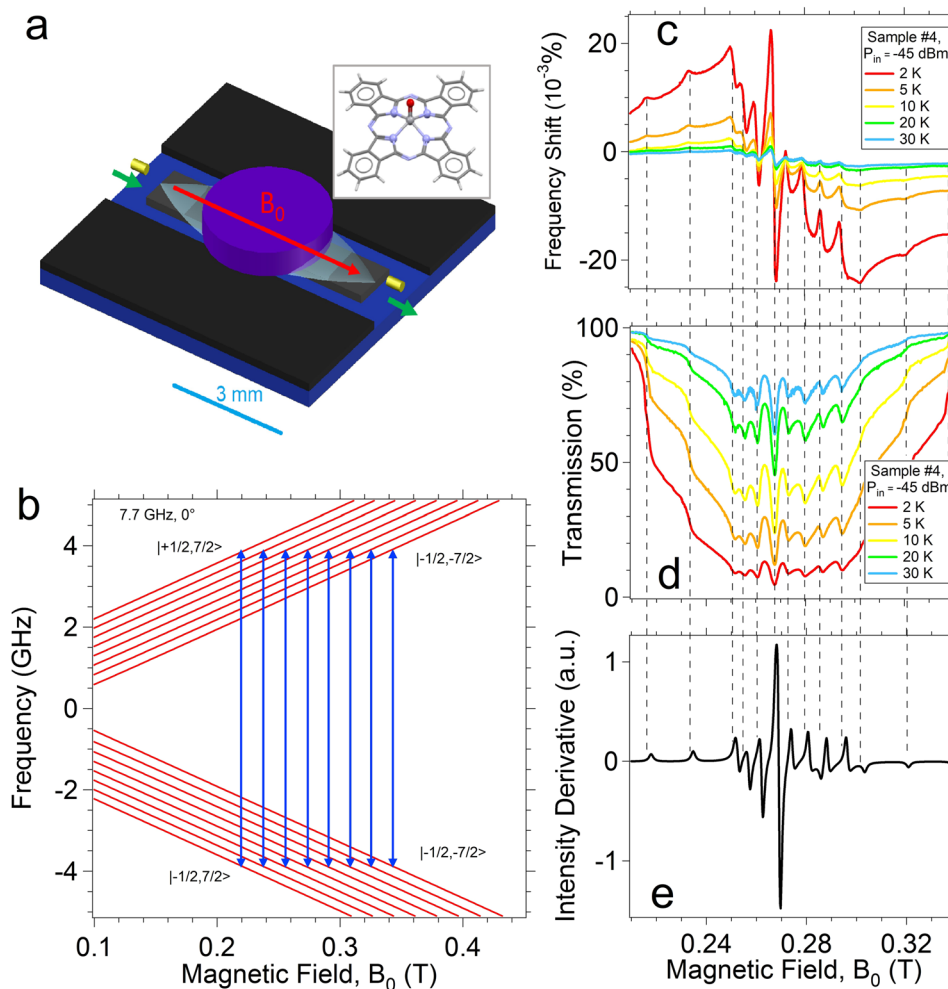 a
B0
3 mm
b
7.7 GHz, 0°
|+1/2,7/2>
|-1/2,-7/2>
|-1/2,-7/2>
|-1/2,7/2>
4
2
0
-2
-4
Frequency (GHz)
0.1
0.2
0.3
0.4
Magnetic Field, B0 (T)
c
Sample #4,
Pin = -45 dBm
2 K
5 K
10 K
20 K
30 K
20
0
-20
Frequency Shift (10-3%)
100
50
0
Transmission (%)
Sample #4,
Pin = -45 dBm
2 K
5 K
10 K
20 K
30 K
d
1
0
-1
Intensity Derivative (a.u.)
e
0.24
0.28
0.32
Magnetic Field, B0 (T)